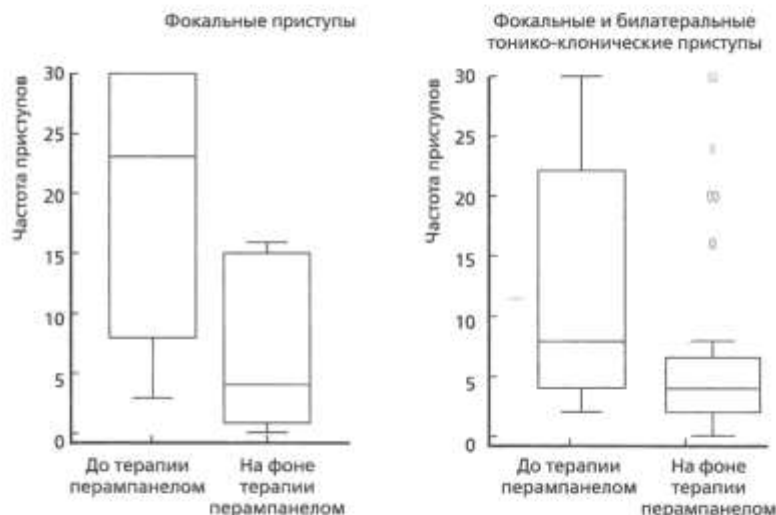 Фокальные приступы
Частота приступов
30
25
20
15
10
5
0
До терапии
перампанелом
На фоне
терапии
перампанелом
Фокальные и билатеральные
тонико-клонические приступы
Частота приступов
30
25
20
15
10
5
0
До терапии
перампанелом
На фоне
терапии
перампанелом